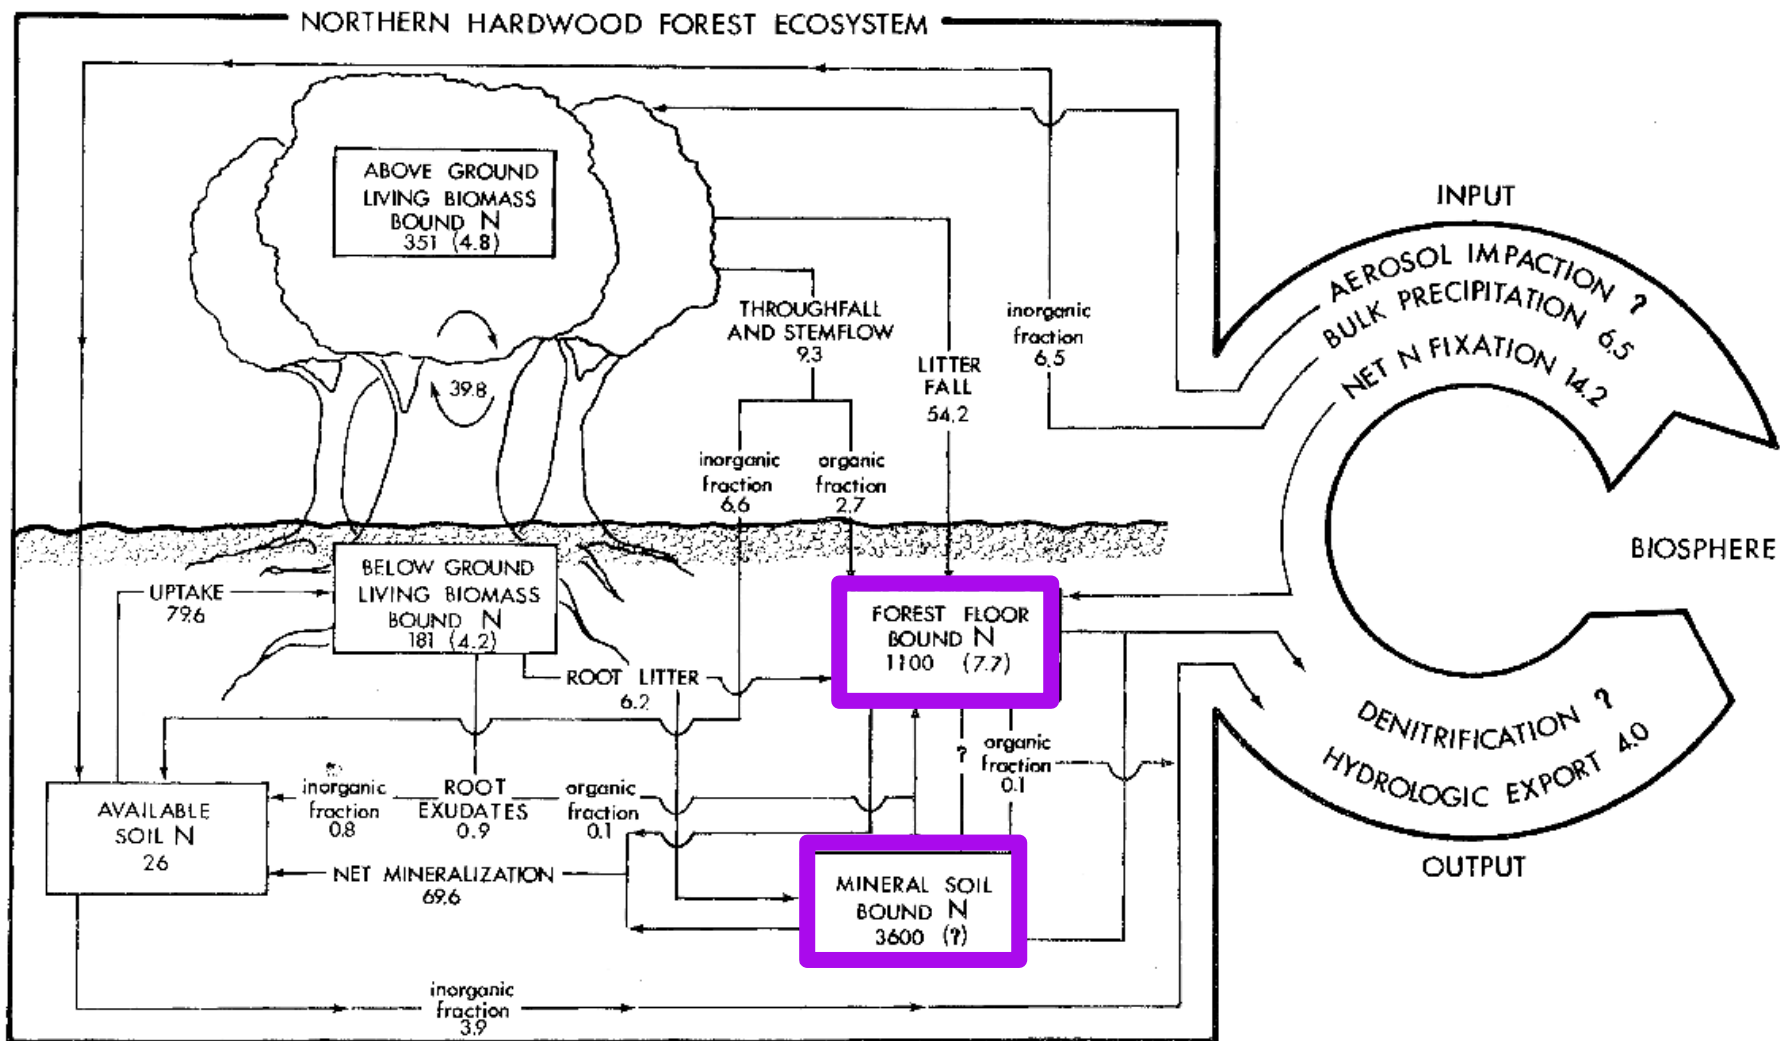 NORTHERN HARDWOOD FOREST ECOSYSTEM
ABOVE GROUND
LIVING BIOMASS
BOUND N
351 (4.8)
39.8
THROUGHFALL
AND STEMFLOW
9.3
inorganic
fraction
6.6
organic
fraction
2.7
LITTER
FALL
54.2
inorganic
fraction
6.5
INPUT
AEROSOL IMPACTION ?
BULK PRECIPITATION 6.5
NET N FIXATION 14.2
BIOSPHERE
UPTAKE
79.6
BELOW GROUND
LIVING BIOMASS
BOUND N
181 (4.2)
ROOT LITTER
6.2
FOREST FLOOR
BOUND N
1100 (7.7)
DENITRIFICATION ?
HYDROLOGIC EXPORT 4.0
OUTPUT
?
organic
fraction
0.1
AVAILABLE
SOIL N
26
inorganic
fraction
0.8
ROOT
EXUDATES
0.9
organic
fraction
0.1
NET MINERALIZATION
69.6
MINERAL SOIL
BOUND N
3600 (?)
inorganic
fraction
3.9